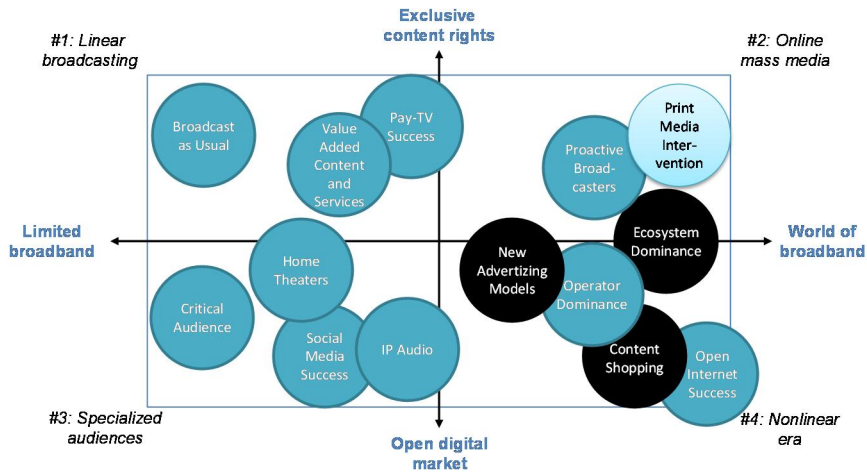 Exclusive
content rights
#1: Linear
broadcasting
#2: Online
mass media
Broadcast
as Usual
Value
Added
Content
and
Services
Pay-TV
Success
Proactive
Broad-
casters
Print
Media
Inter-
vention
Limited
broadband
World of
broadband
Home
Theaters
New
Advertizing
Models
Ecosystem
Dominance
Operator
Dominance
Critical
Audience
Social
Media
Success
IP Audio
Content
Shopping
Open
Internet
Success
#3: Specialized
audiences
Open digital
market
#4: Nonlinear
era